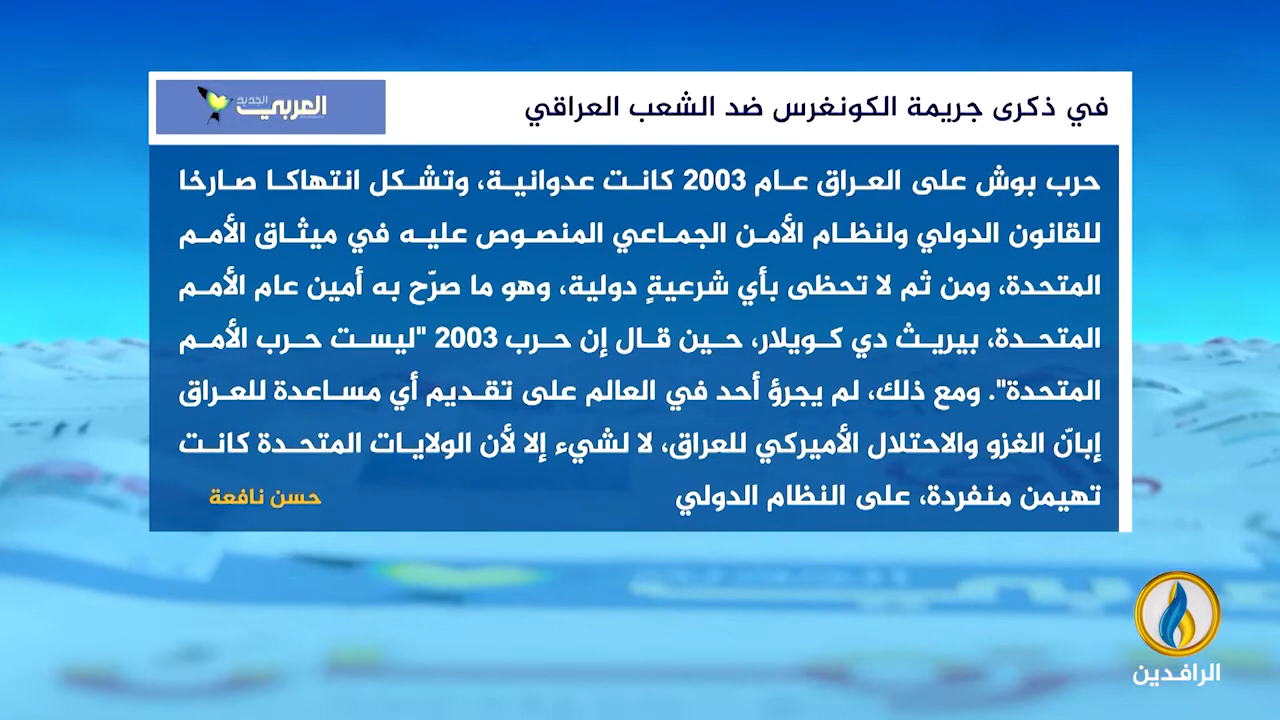 في ذكرى جريمة الكونغرس ضد الشعب العراقي
العربي الجديد
حرب بوش على العراق عام 2003 كانت عدوانية، وتشكل انتهاكا صارخا
للقانون الدولي ولنظام الأمن الجماعي المنصوص عليه في ميثاق الأمم
المتحدة، ومن ثم لا تحظى بأي شرعيةٍ دولية، وهو ما صرّح به أمين عام الأمم
المتحدة، بيريث دي كويلار، حين قال إن حرب 2003 "ليست حرب الأمم
المتحدة". ومع ذلك، لم يجرؤ أحد في العالم على تقديم أي مساعدة للعراق
إبانّ الغزو والاحتلال الأميركي للعراق، لا لشيء إلا لأن الولايات المتحدة كانت
تهيمن منفردة، على النظام الدولي
حسن نافعة
الرافدين